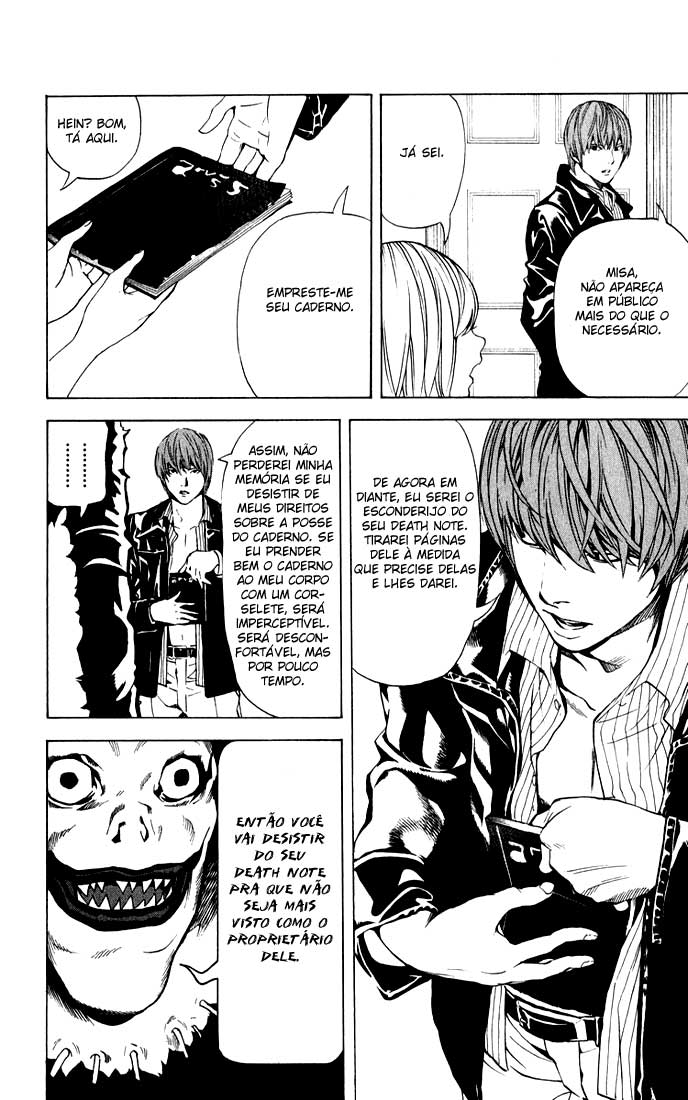 MISA,
NÃO APAREÇA
EM PÚBLICO
MAIS DO QUE O
NECESSÁRIO.
JÁ SEI.
EMPRESTE-ME
SEU CADERNO.
HEIN? BOM,
TÁ AQUI.
DE AGORA EM
DIANTE, EU SEREI O
ESCONDERIJO DO
SEU DEATH NOTE.
TIRAREI PÁGINAS
DELE À MEDIDA
QUE PRECISE DELAS
E LHES DAREI.
ASSIM, NÃO
PERDEREI MINHA
MEMÓRIA SE EU
DESISTIR DE
MEUS DIREITOS
SOBRE A POSSE
DO CADERNO. SE
EU PRENDER
BEM O CADERNO
AO MEU CORPO
COM UM COR-
SELETE, SERÁ
IMPERCEPTÍVEL.
SERÁ DESCON-
FORTÁVEL, MAS
POR POUCO
TEMPO.
ENTÃO VOCÊ
VAI DESISTIR
DO SEU
DEATH NOTE
PRA QUE NÃO
SEJA MAIS
VISTO COMO O
PROPRIETÁRIO
DELE.